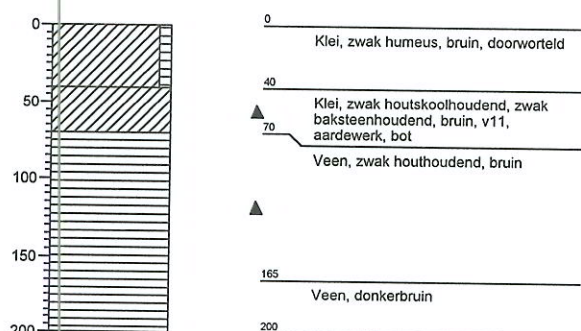 0
50
100
150
200
0
Klei, zwak humeus, bruin, doorworteld
40
Klei, zwak houtskoolhoudend, zwak
baksteenhoudend, bruin, v11,
aardewerk, bot
70
Veen, zwak houthoudend, bruin
165
Veen, donkerbruin
200